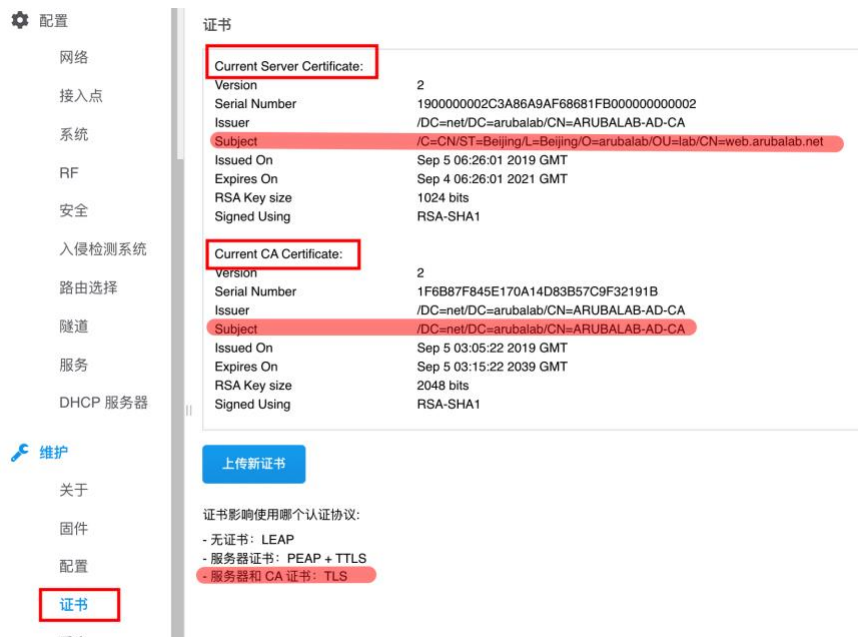 配置
网络
接入点
系统
RF
安全
入侵检测系统
路由选择
隧道
服务
DHCP 服务器
维护
关于
固件
配置
证书
证书
Current Server Certificate:
Version 2
Serial Number 1900000002C3A86A9AF68681FB000000000002
Issuer /DC=net/DC=arubalab/CN=ARUBALAB-AD-CA
Subject /C=CN/ST=Beijing/L=Beijing/O=arubalab/OU=lab/CN=web.arubalab.net
Issued On Sep 5 06:26:01 2019 GMT
Expires On Sep 4 06:26:01 2021 GMT
RSA Key size 1024 bits
Signed Using RSA-SHA1
Current CA Certificate:
Version 2
Serial Number 1F6B87F845E170A14D83B57C9F32191B
Issuer /DC=net/DC=arubalab/CN=ARUBALAB-AD-CA
Subject /DC=net/DC=arubalab/CN=ARUBALAB-AD-CA
Issued On Sep 5 03:05:22 2019 GMT
Expires On Sep 5 03:15:22 2039 GMT
RSA Key size 2048 bits
Signed Using RSA-SHA1
上传新证书
证书影响使用哪个认证协议:
- 无证书：LEAP
- 服务器证书：PEAP + TTLS
- 服务器和 CA 证书：TLS